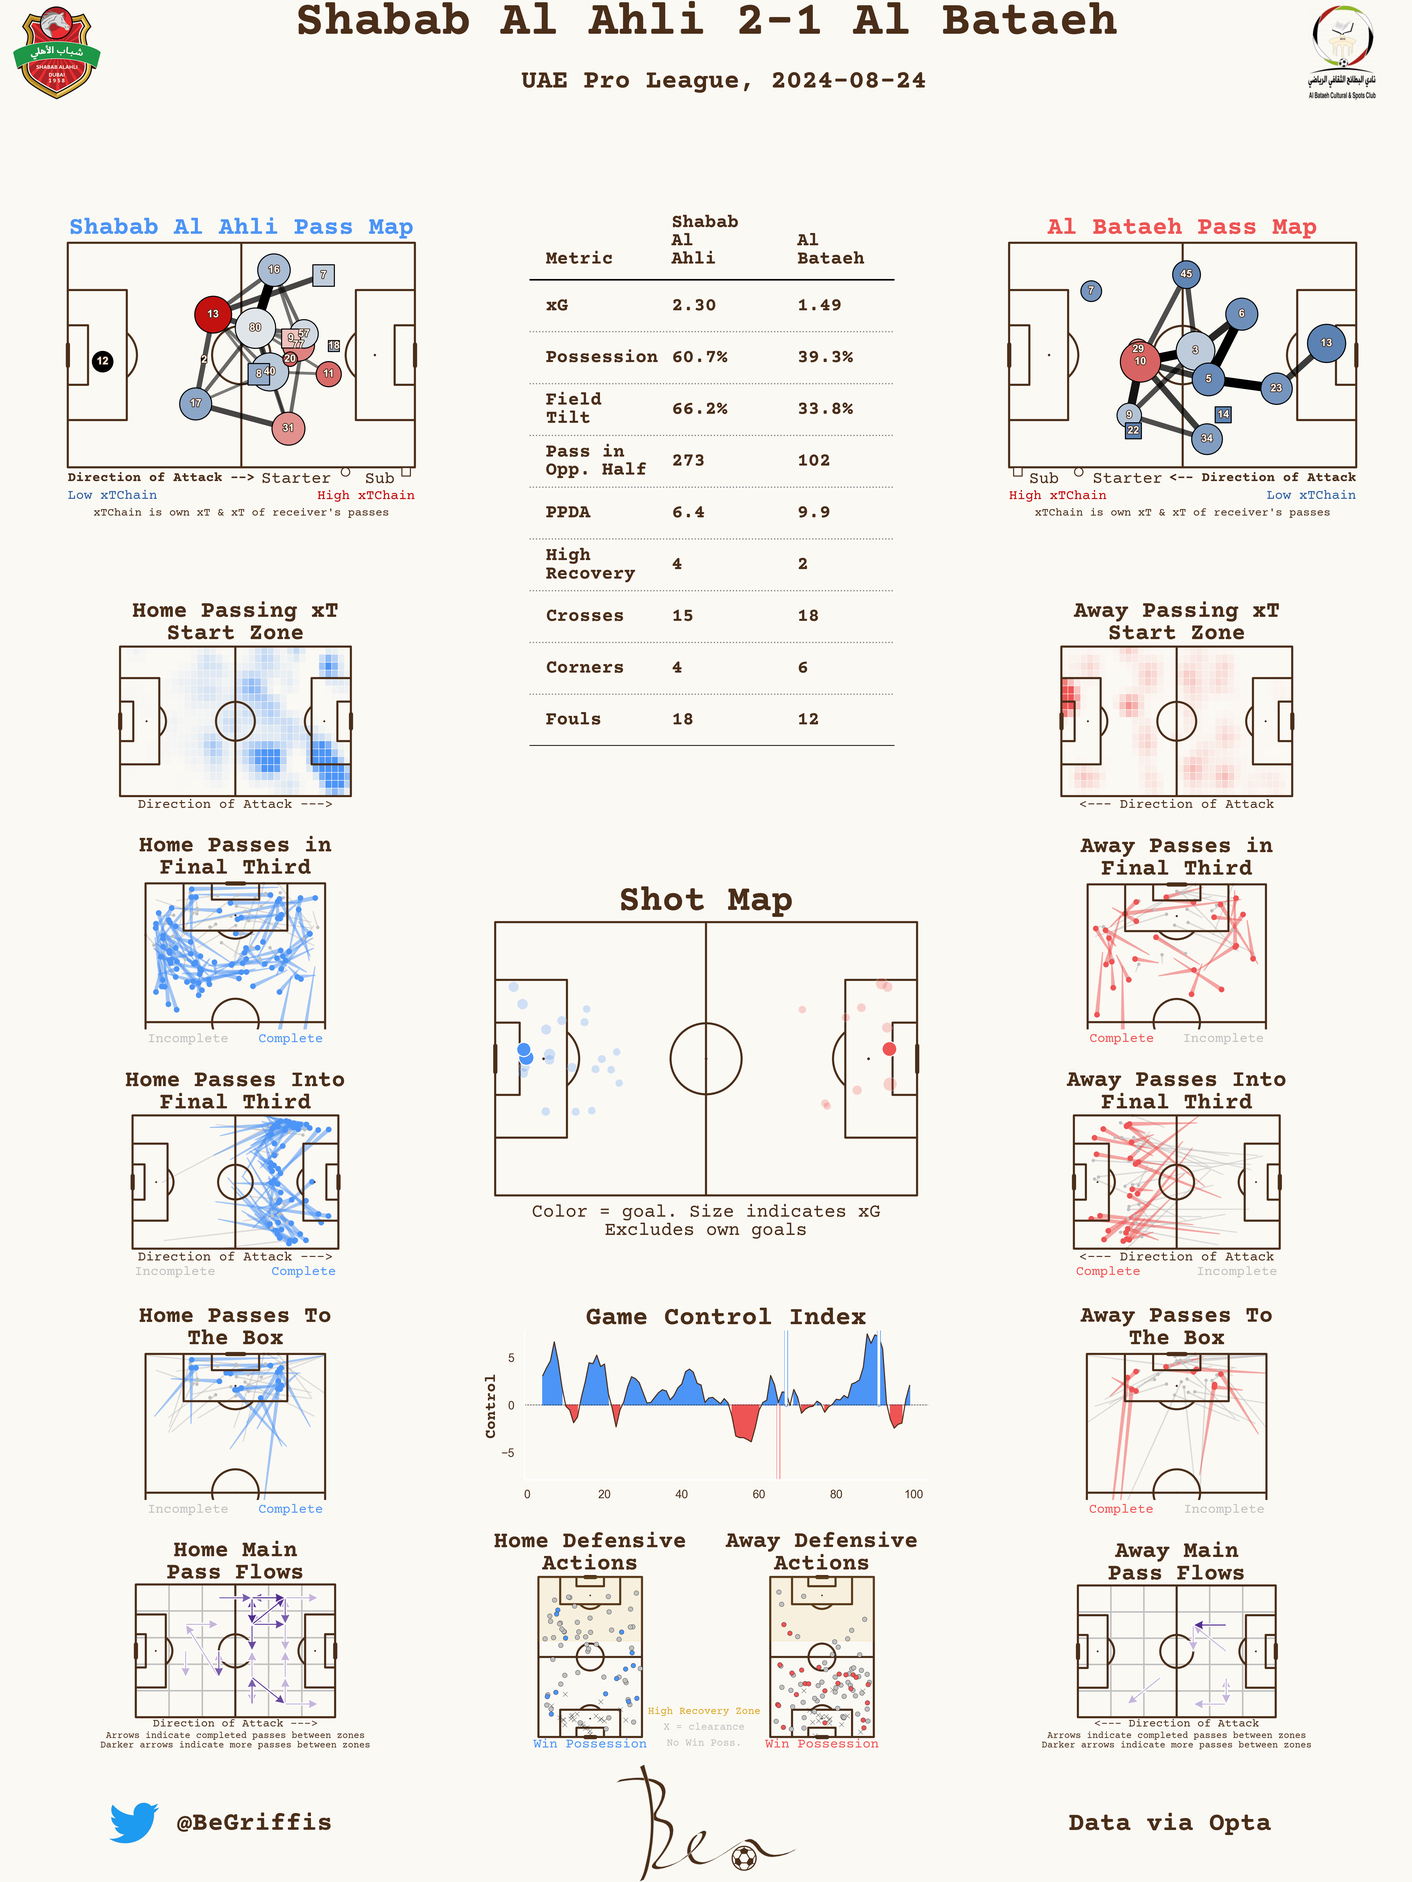 Shabab Al Ahli 2-1 Al Bataeh
UAE Pro League, 2024-08-24
شباب الأهلي
SHABAB ALAHLI
DUBAI
1958
نادي البطائح الثقافي الرياضي
Al Bataeh Cultural & Spots Club
Shabab Al Ahli Pass Map
16
7
13
80
57
9
77
18
12
2
20
8
40
11
17
31
Direction of Attack --> Starter Sub
Low xTChain High xTChain
xTChain is own xT & xT of receiver's passes
Metric Shabab Al Ahli Al Bataeh
xG 2.30 1.49
Possession 60.7% 39.3%
Field Tilt 66.2% 33.8%
Pass in Opp. Half 273 102
PPDA 6.4 9.9
High Recovery 4 2
Crosses 15 18
Corners 4 6
Fouls 18 12
Al Bataeh Pass Map
45
7
6
29
3
13
10
5
23
9
14
22
34
Sub Starter <-- Direction of Attack
High xTChain Low xTChain
xTChain is own xT & xT of receiver's passes
Home Passing xT
Start Zone
Direction of Attack --->
Away Passing xT
Start Zone
<--- Direction of Attack
Home Passes in
Final Third
Incomplete Complete
Away Passes in
Final Third
Complete Incomplete
Shot Map
Color = goal. Size indicates xG
Excludes own goals
Home Passes Into
Final Third
Direction of Attack --->
Incomplete Complete
Away Passes Into
Final Third
<--- Direction of Attack
Complete Incomplete
Home Passes To
The Box
Incomplete Complete
Game Control Index
Control
5
0
−5
0 20 40 60 80 100
Away Passes To
The Box
Complete Incomplete
Home Main
Pass Flows
Direction of Attack --->
Arrows indicate completed passes between zones
Darker arrows indicate more passes between zones
Home Defensive
Actions
Win Possession
High Recovery Zone
X = clearance
No Win Poss.
Away Defensive
Actions
Win Possession
Away Main
Pass Flows
<--- Direction of Attack
Arrows indicate completed passes between zones
Darker arrows indicate more passes between zones
@BeGriffis
Ben
Data via Opta